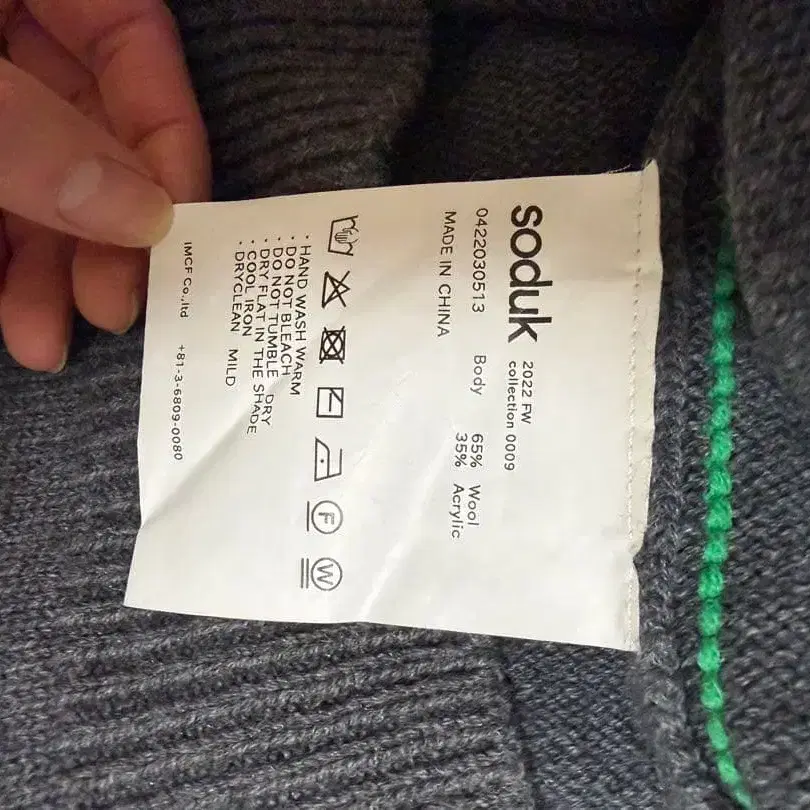 soduk
2022 FW
collection 0009
0422030513 Body 65% Wool
35% Acrylic
MADE IN CHINA
F W
· HAND WASH WARM
· DO NOT BLEACH
· DO NOT TUMBLE DRY
· DRY FLAT IN THE SHADE
· COOL IRON
· DRYCLEAN MILD
IMCF Co.,ltd +81-3-6809-0080